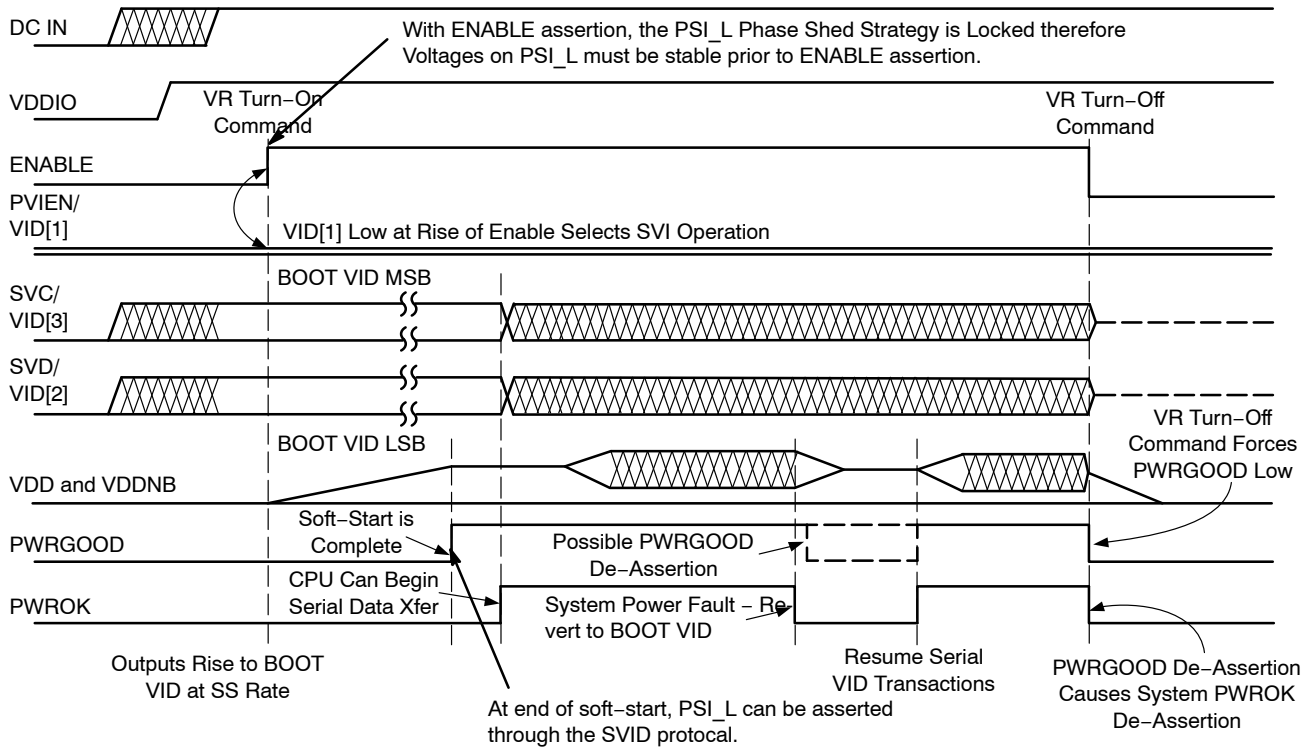 DC IN
With ENABLE assertion, the PSI_L Phase Shed Strategy is Locked therefore
Voltages on PSI_L must be stable prior to ENABLE assertion.
VDDIO
VR Turn−On
Command
VR Turn−Off
Command
ENABLE
PVIEN/
VID[1]
VID[1] Low at Rise of Enable Selects SVI Operation
BOOT VID MSB
SVC/
VID[3]
SVD/
VID[2]
BOOT VID LSB
VR Turn−Off
Command Forces
PWRGOOD Low
VDD and VDDNB
Soft−Start is
Complete
PWRGOOD
Possible PWRGOOD
De−Assertion
CPU Can Begin
Serial Data Xfer
PWROK
System Power Fault − Re-
vert to BOOT VID
Outputs Rise to BOOT
VID at SS Rate
Resume Serial
VID Transactions
PWRGOOD De−Assertion
Causes System PWROK
De−Assertion
At end of soft−start, PSI_L can be asserted
through the SVID protocal.